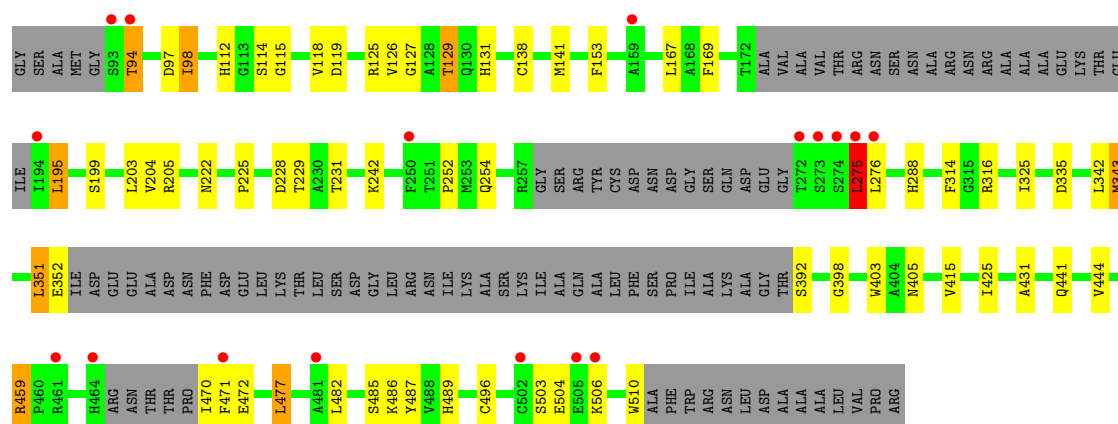 GLY SER ALA MET GLY S93 T94 D97 I98 H112 G113 S114 G115 V118 D119 R125 V126 G127 A128 T129 Q130 H131 C138 M141 F153 A159 L167 A168 F169 T172 ALA VAL ALA VAL THR ARG ASN SER ASN ALA ARG ASN ARG ALA ALA ALA GLU LYS THR GLU
ILE I194 L195 S199 L203 V204 R205 N222 P225 D228 T229 A230 T231 K242 F250 T251 P252 M253 Q254 R257 GLY SER ARG TYR CYS ASP ASN ASP GLY SER GLN ASP GLU GLY T272 S273 S274 L275 L276 H288 F314 G315 R316 I325 D335 L342 M343
L351 E352 ILE ASP GLU GLU ALA ASP ASN PHE ASP GLU LEU LYS THR LEU SER ASP GLY LEU ARG ASN ILE LYS ALA SER LYS ILE ALA GLN ALA LEU PHE SER PRO ILE ALA LYS ALA GLY THR S392 G398 W403 A404 N405 V415 I425 A431 Q441 V444
R459 P460 R461 H464 ARG ASN THR THR PRO I470 F471 E472 L477 A481 L482 S485 K486 Y487 V488 H489 C496 C502 S503 E504 E505 K506 W510 ALA PHE TRP ARG ASN LEU ASP ALA ALA ALA LEU VAL PRO ARG